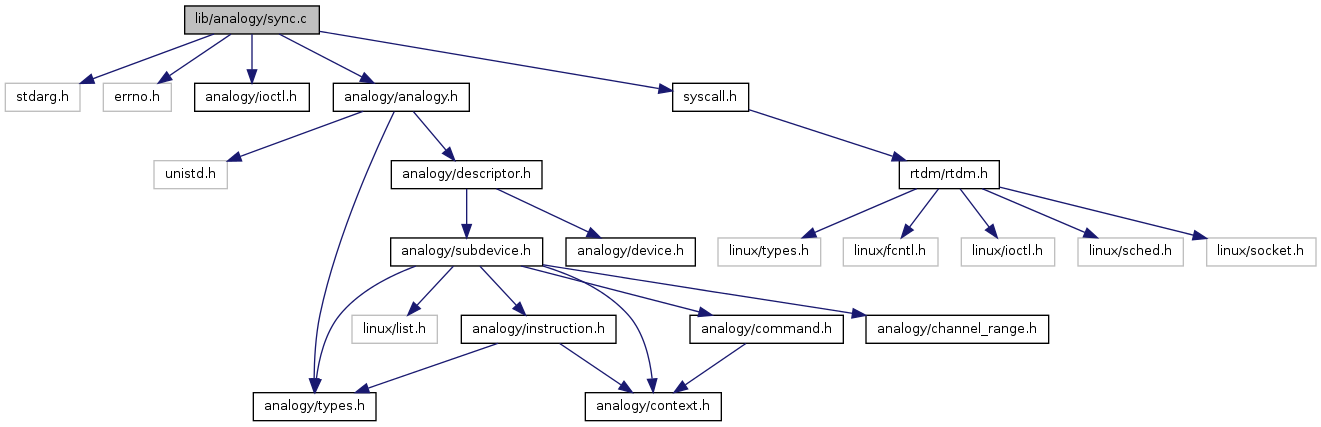 lib/analogy/sync.c
stdarg.h
errno.h
analogy/ioctl.h
analogy/analogy.h
syscall.h
unistd.h
analogy/descriptor.h
rtdm/rtdm.h
analogy/subdevice.h
analogy/device.h
linux/types.h
linux/fcntl.h
linux/ioctl.h
linux/sched.h
linux/socket.h
linux/list.h
analogy/instruction.h
analogy/command.h
analogy/channel_range.h
analogy/types.h
analogy/context.h